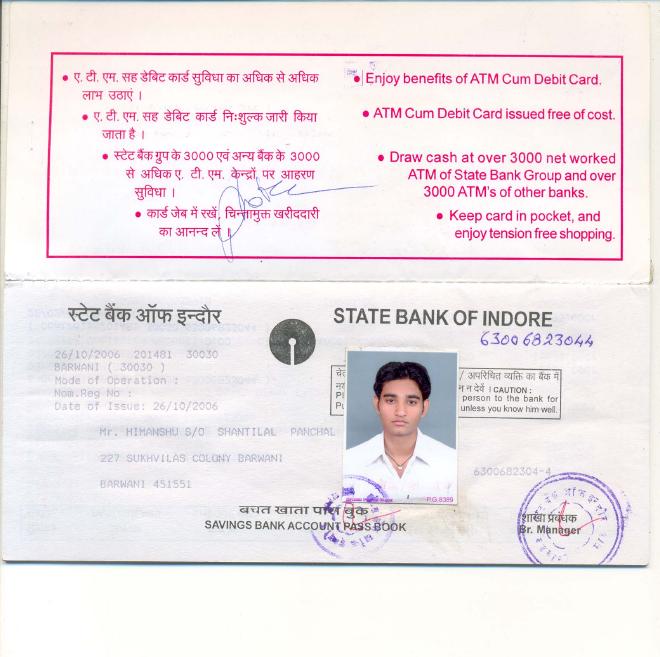 • ए. टी. एम. सह डेबिट कार्ड सुविधा का अधिक से अधिक
लाभ उठाएं ।
• ए. टी. एम. सह डेबिट कार्ड निःशुल्क जारी किया
जाता है ।
• स्टेट बैंक ग्रुप के 3000 एवं अन्य बैंक के 3000
से अधिक ए. टी. एम. केन्द्रों पर आहरण
सुविधा ।
• कार्ड जेब में रखें, चिन्तामुक्त खरीददारी
का आनन्द लें ।
• Enjoy benefits of ATM Cum Debit Card.
• ATM Cum Debit Card issued free of cost.
• Draw cash at over 3000 net worked
ATM of State Bank Group and over
3000 ATM's of other banks.
• Keep card in pocket, and
enjoy tension free shopping.
स्टेट बैंक ऑफ इन्दौर
STATE BANK OF INDORE
63006823044
26/10/2006 201481 30030
BARWANI ( 30030 )
Mode of Operation :
Nom.Reg No :
Date of Issue: 26/10/2006
/ अपरिचित व्यक्ति का बैंक में
न देवें । CAUTION :
person to the bank for
unless you know him well.
Mr. HIMANSHU S/O SHANTILAL PANCHAL
227 SUKHVILAS COLONY BARWANI
BARWANI 451551
6300682304-4
P.G.8389
बचत खाता पास बुक
SAVINGS BANK ACCOUNT PASS BOOK
शाखा प्रबंधक
Br. Manager